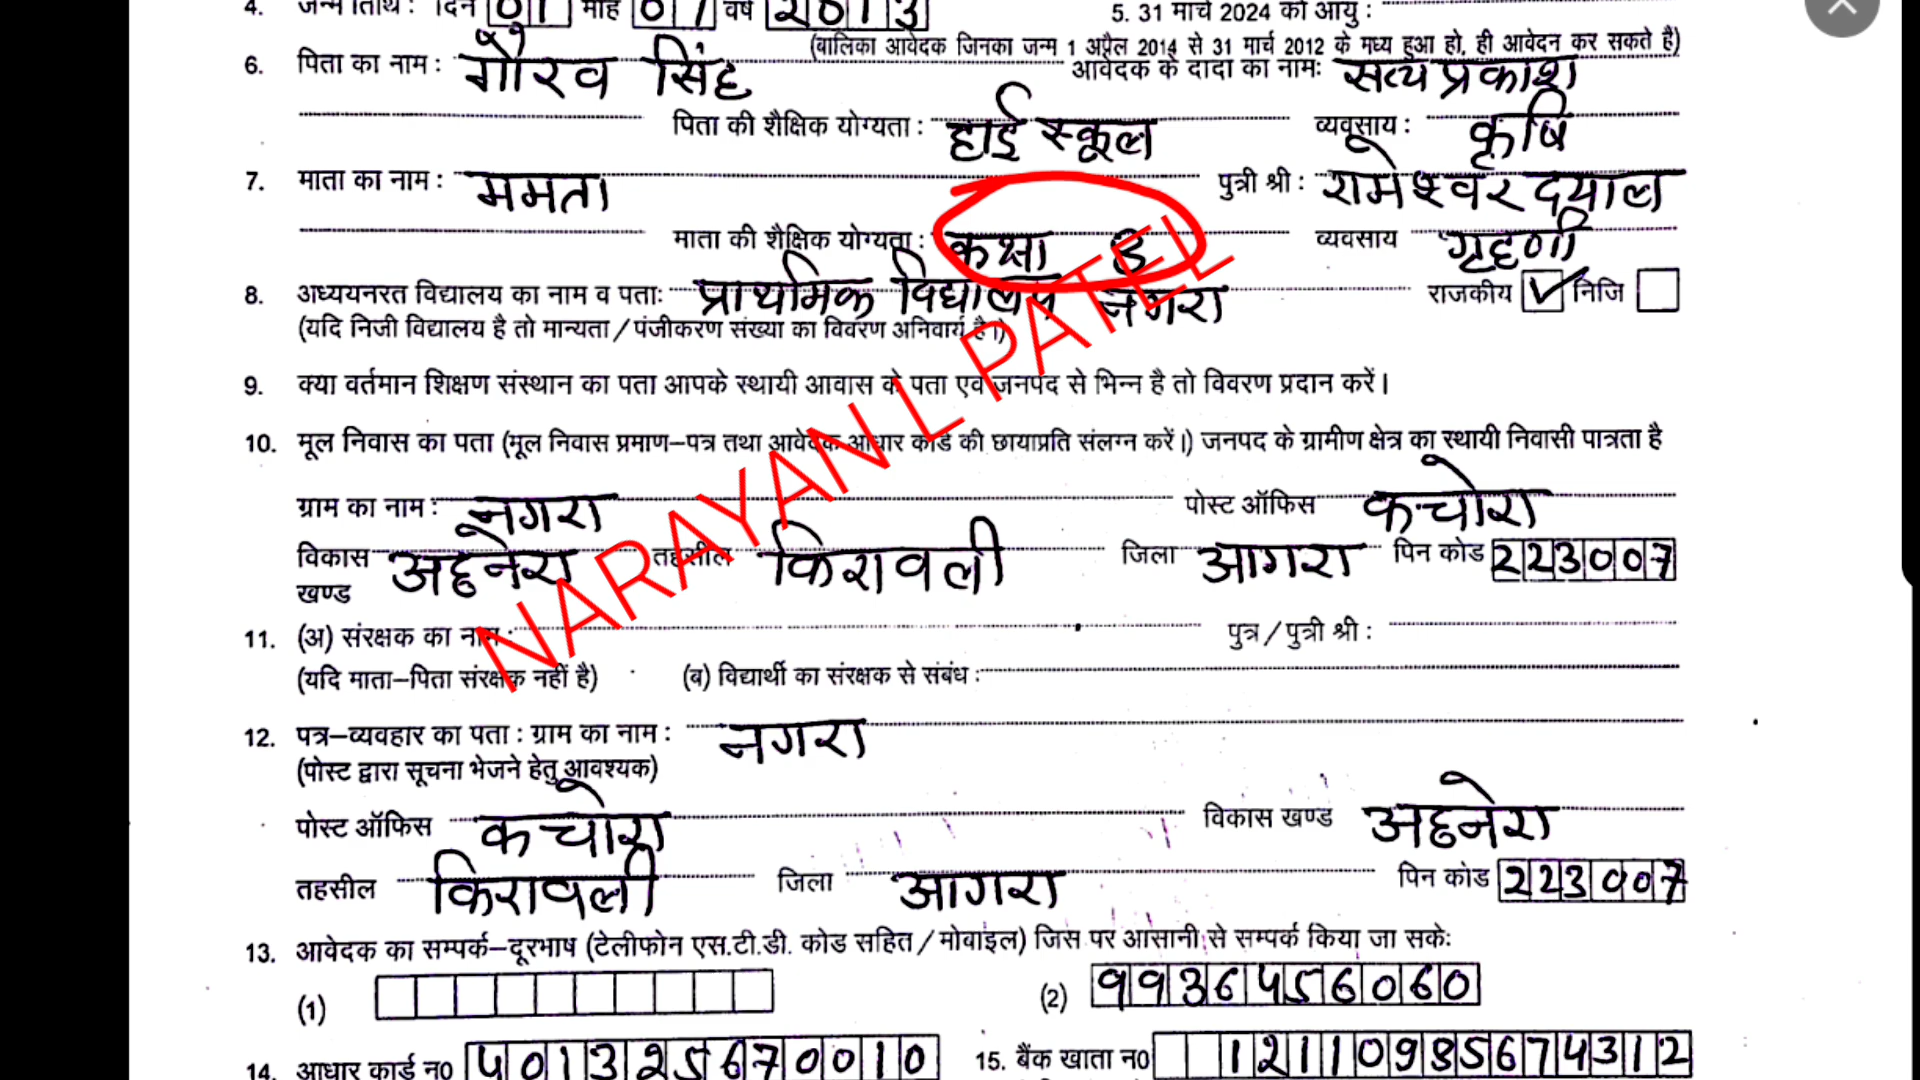 4. जन्म तिथि : दिन 01 माह 07 वर्ष 2013 5. 31 मार्च 2024 को आयु :
(बालिका आवेदक जिनका जन्म 1 अप्रैल 2014 से 31 मार्च 2012 के मध्य हुआ हो, ही आवेदन कर सकते है)
6. पिता का नाम : गौरव सिंह आवेदक के दादा का नामः सत्य प्रकाश
पिता की शैक्षिक योग्यता : हाई स्कूल व्यवसाय : कृषि
7. माता का नाम : ममता पुत्री श्री : रामेश्वर दयाल
माता की शैक्षिक योग्यता : कक्षा 8 व्यवसाय गृहणी
8. अध्ययनरत विद्यालय का नाम व पताः प्राथमिक विद्यालय नगरा राजकीय ✓ निजि
(यदि निजी विद्यालय है तो मान्यता/पंजीकरण संख्या का विवरण अनिवार्य है।)
9. क्या वर्तमान शिक्षण संस्थान का पता आपके स्थायी आवास के पता एवं जनपद से भिन्न है तो विवरण प्रदान करें।
10. मूल निवास का पता (मूल निवास प्रमाण–पत्र तथा आवेदक आधार कार्ड की छायाप्रति संलग्न करें।) जनपद के ग्रामीण क्षेत्र का स्थायी निवासी पात्रता है
ग्राम का नाम : नगरा पोस्ट ऑफिस कचोरा
विकास खण्ड अछनेरा तहसील किरावली जिला आगरा पिन कोड 223007
11. (अ) संरक्षक का नाम : पुत्र/पुत्री श्री :
(यदि माता–पिता संरक्षक नहीं है) (ब) विद्यार्थी का संरक्षक से संबंध :
12. पत्र–व्यवहार का पता : ग्राम का नाम : नगरा
(पोस्ट द्वारा सूचना भेजने हेतु आवश्यक)
पोस्ट ऑफिस कचोरा विकास खण्ड अछनेरा
तहसील किरावली जिला आगरा पिन कोड 223007
13. आवेदक का सम्पर्क–दूरभाष (टेलीफोन एस.टी.डी. कोड सहित/मोबाइल) जिस पर आसानी से सम्पर्क किया जा सकेः
(1) (2) 9936456060
14. आधार कार्ड न0 401325670010 15. बैंक खाता न0 12110985674312
NARAYAN L PATEL